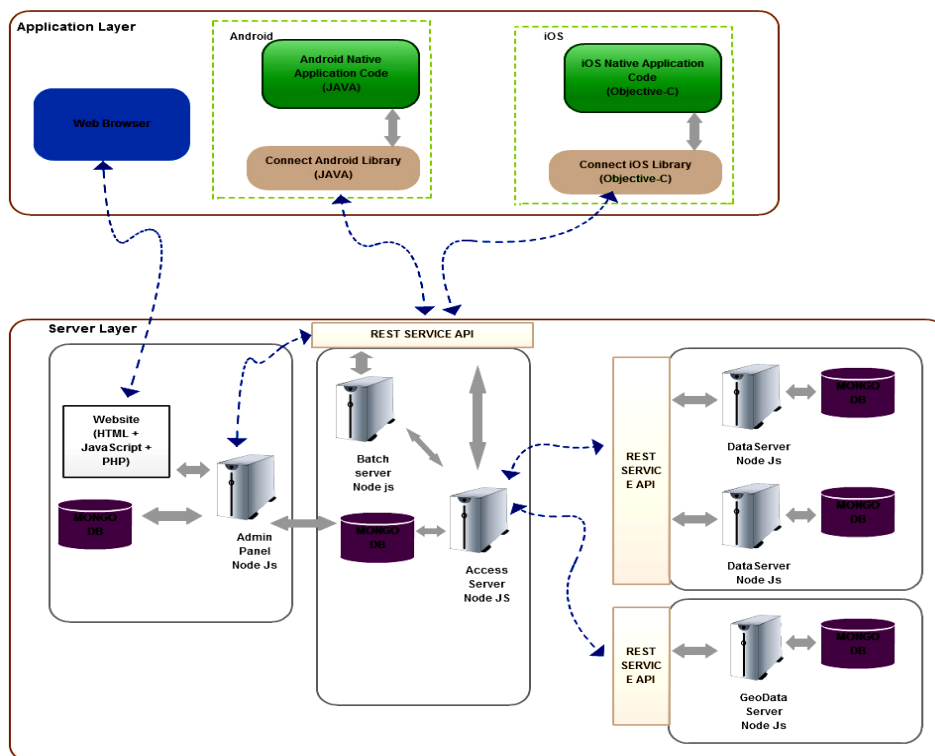 Application Layer
Android
iOS
Android Native
Application Code
(JAVA)
iOS Native Application
Code
(Objective-C)
Web Browser
Connect Android Library
(JAVA)
Connect iOS Library
(Objective-C)
Server Layer
REST SERVICE API
Website
(HTML +
JavaScript +
PHP)
MONGO
DB
Admin
Panel
Node Js
Batch
server
Node js
MONGO
DB
Access
Server
Node JS
REST
SERVIC
E API
DataServer
Node Js
MONGO
DB
DataServer
Node Js
MONGO
DB
REST
SERVIC
E API
GeoData
Server
Node Js
MONGO
DB